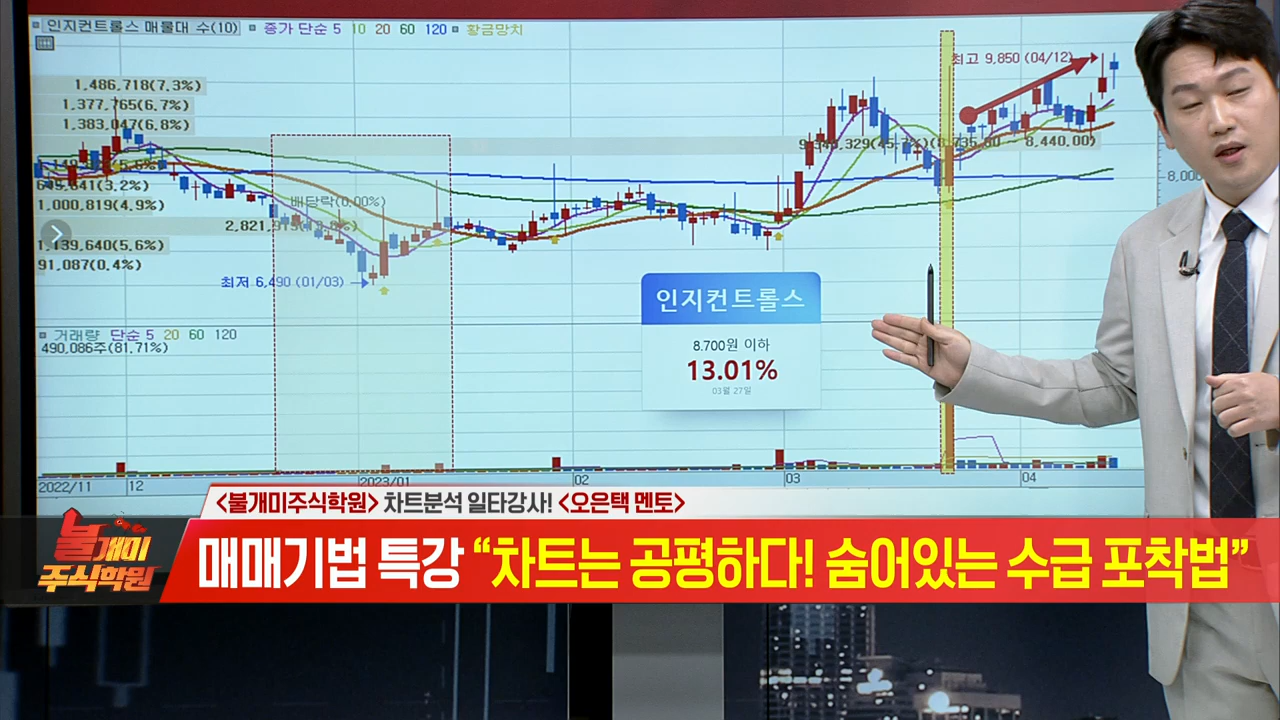 인지컨트롤스 매물대 수(10) 종가 단순 5 10 20 60 120 황금망치
1,486,718(7.3%)
1,377,765(6.7%)
1,383,047(6.8%)
최고 9,850 (04/12)
8,440.00)
8,000
(3.2%)
배당락(0.00%)
1,000,819(4.9%)
1,139,640(5.6%)
91,087(0.4%)
최저 6,490 (01/03)
인지컨트롤스
8.700원 이하
13.01%
03월 27일
거래량 단순 5 20 60 120
490,086주(81.71%)
2022/11 12 2023/01 02 03 04
<불개미주식학원> 차트분석 일타강사! <오은택 멘토>
불개미
주식학원
매매기법 특강 “차트는 공평하다! 숨어있는 수급 포착법”